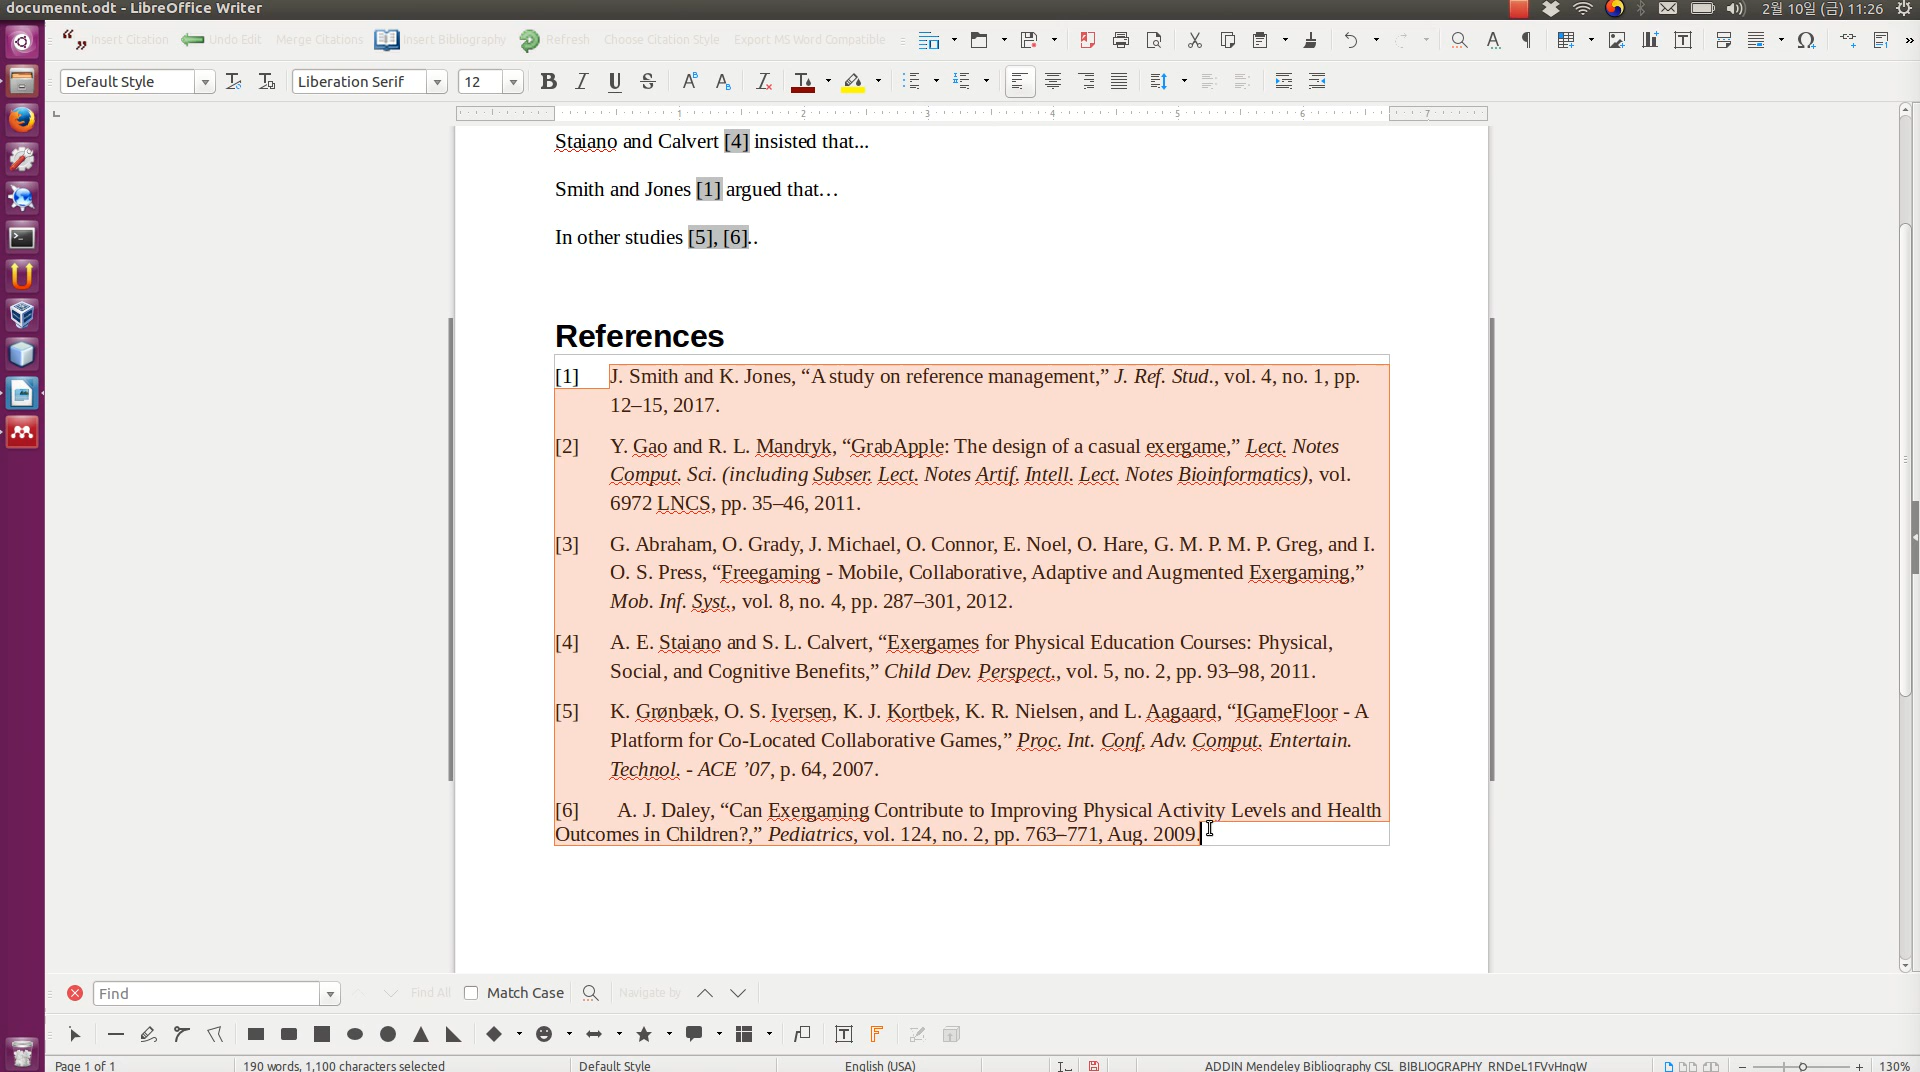 documennt.odt - LibreOffice Writer
2월 10일 (금) 11:26
Insert Citation Undo Edit Merge Citations Insert Bibliography Refresh Choose Citation Style Export MS Word Compatible
Default Style Liberation Serif 12
1 2 3 4 5 6 7
Staiano and Calvert [4] insisted that...
Smith and Jones [1] argued that…
In other studies [5], [6]..
References
[1] J. Smith and K. Jones, “A study on reference management,” J. Ref. Stud., vol. 4, no. 1, pp.
12–15, 2017.
[2] Y. Gao and R. L. Mandryk, “GrabApple: The design of a casual exergame,” Lect. Notes
Comput. Sci. (including Subser. Lect. Notes Artif. Intell. Lect. Notes Bioinformatics), vol.
6972 LNCS, pp. 35–46, 2011.
[3] G. Abraham, O. Grady, J. Michael, O. Connor, E. Noel, O. Hare, G. M. P. M. P. Greg, and I.
O. S. Press, “Freegaming - Mobile, Collaborative, Adaptive and Augmented Exergaming,”
Mob. Inf. Syst., vol. 8, no. 4, pp. 287–301, 2012.
[4] A. E. Staiano and S. L. Calvert, “Exergames for Physical Education Courses: Physical,
Social, and Cognitive Benefits,” Child Dev. Perspect., vol. 5, no. 2, pp. 93–98, 2011.
[5] K. Grønbæk, O. S. Iversen, K. J. Kortbek, K. R. Nielsen, and L. Aagaard, “IGameFloor - A
Platform for Co-Located Collaborative Games,” Proc. Int. Conf. Adv. Comput. Entertain.
Technol. - ACE ’07, p. 64, 2007.
[6] A. J. Daley, “Can Exergaming Contribute to Improving Physical Activity Levels and Health
Outcomes in Children?,” Pediatrics, vol. 124, no. 2, pp. 763–771, Aug. 2009.
Find Find All Match Case Navigate by
Page 1 of 1 190 words, 1,100 characters selected Default Style English (USA) ADDIN Mendeley Bibliography CSL_BIBLIOGRAPHY 130%